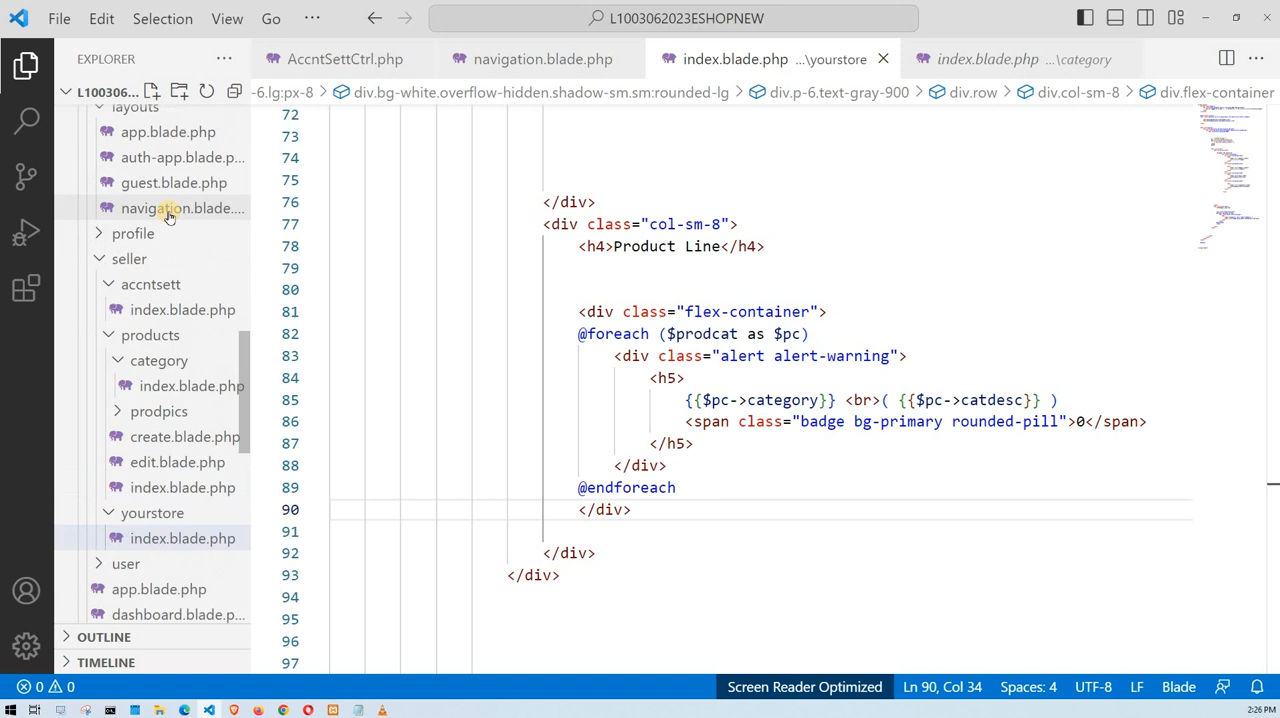 File Edit Selection View Go ··· L1003062023ESHOPNEW
EXPLORER ···
AccntSettCtrl.php navigation.blade.php index.blade.php ...\yourstore index.blade.php ...\category ···
L100306...
-6.lg:px-8 > div.bg-white.overflow-hidden.shadow-sm.sm:rounded-lg > div.p-6.text-gray-900 > div.row > div.col-sm-8 > div.flex-container
layouts
app.blade.php
auth-app.blade.p...
guest.blade.php
navigation.blade....
profile
seller
accntsett
index.blade.php
products
category
index.blade.php
prodpics
create.blade.php
edit.blade.php
index.blade.php
yourstore
index.blade.php
user
app.blade.php
dashboard.blade.p...
OUTLINE
TIMELINE
72
73
74
75
76 </div>
77 <div class="col-sm-8">
78 <h4>Product Line</h4>
79
80
81 <div class="flex-container">
82 @foreach ($prodcat as $pc)
83 <div class="alert alert-warning">
84 <h5>
85 {{$pc->category}} <br>( {{$pc->catdesc}} )
86 <span class="badge bg-primary rounded-pill">0</span>
87 </h5>
88 </div>
89 @endforeach
90 </div>
91
92 </div>
93 </div>
94
95
96
97
0 0 Screen Reader Optimized Ln 90, Col 34 Spaces: 4 UTF-8 LF Blade
2:26 PM